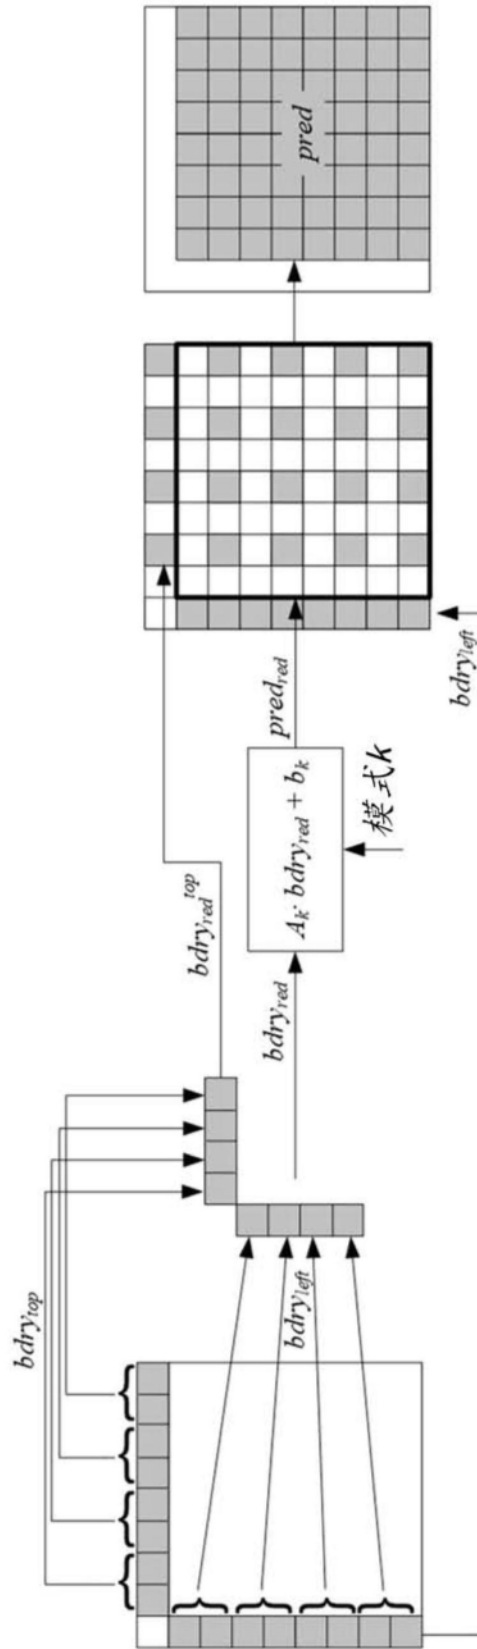 bdry_top
bdry_left
bdry_red^top
bdry_red
A_k· bdry_red + b_k
模式k
pred_red
bdry_left
pred